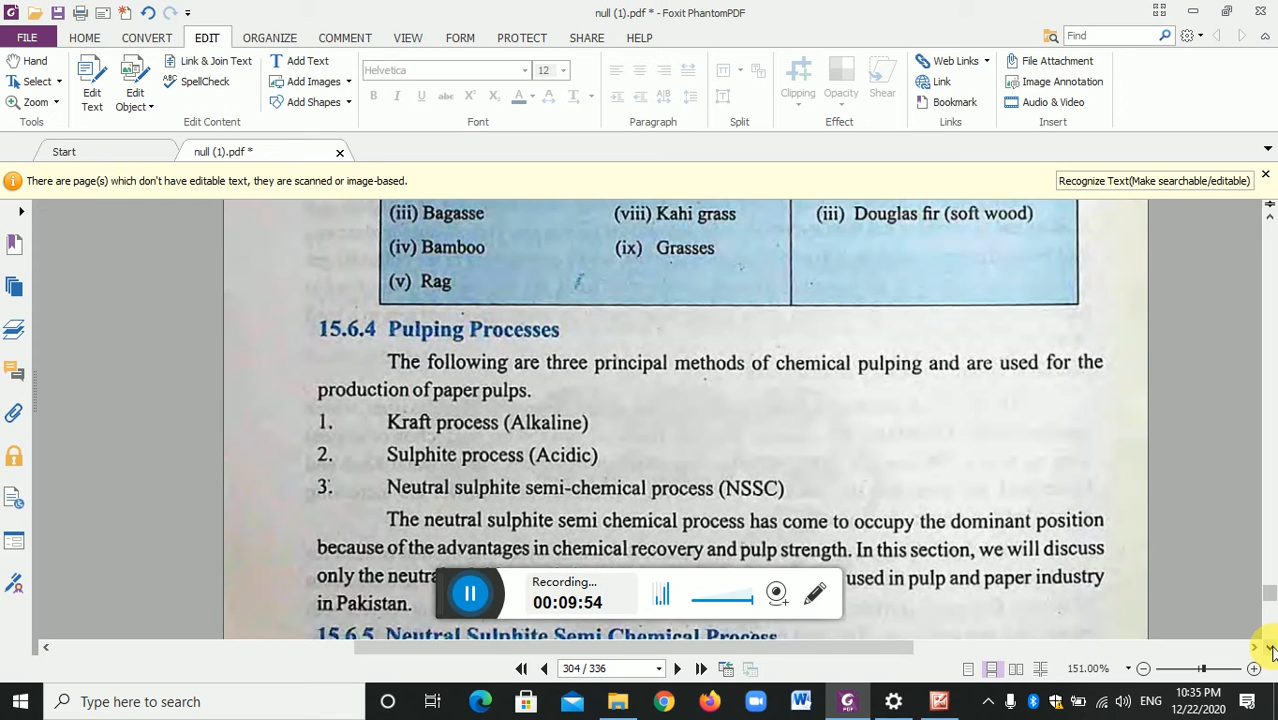 null (1).pdf * - Foxit PhantomPDF
FILE HOME CONVERT EDIT ORGANIZE COMMENT VIEW FORM PROTECT SHARE HELP
Find
Hand
Select
Zoom
Tools
Edit Text
Edit Object
Link & Join Text
SpellCheck
Edit Content
Add Text
Add Images
Add Shapes
Helvetica 12
Font
Paragraph
Split
Clipping Opacity Shear
Effect
Web Links
Link
Bookmark
Links
File Attachment
Image Annotation
Audio & Video
Insert
Start null (1).pdf *
There are page(s) which don't have editable text, they are scanned or image-based. Recognize Text(Make searchable/editable)
(iii) Bagasse (viii) Kahi grass (iii) Douglas fir (soft wood)
(iv) Bamboo (ix) Grasses
(v) Rag
15.6.4 Pulping Processes
The following are three principal methods of chemical pulping and are used for the
production of paper pulps.
1. Kraft process (Alkaline)
2. Sulphite process (Acidic)
3. Neutral sulphite semi-chemical process (NSSC)
The neutral sulphite semi chemical process has come to occupy the dominant position
because of the advantages in chemical recovery and pulp strength. In this section, we will discuss
only the neutra used in pulp and paper industry
in Pakistan.
15.6.5 Neutral Sulphite Semi Chemical Process
Recording...
00:09:54
304 / 336
151.00%
Type here to search
ENG
10:35 PM
12/22/2020